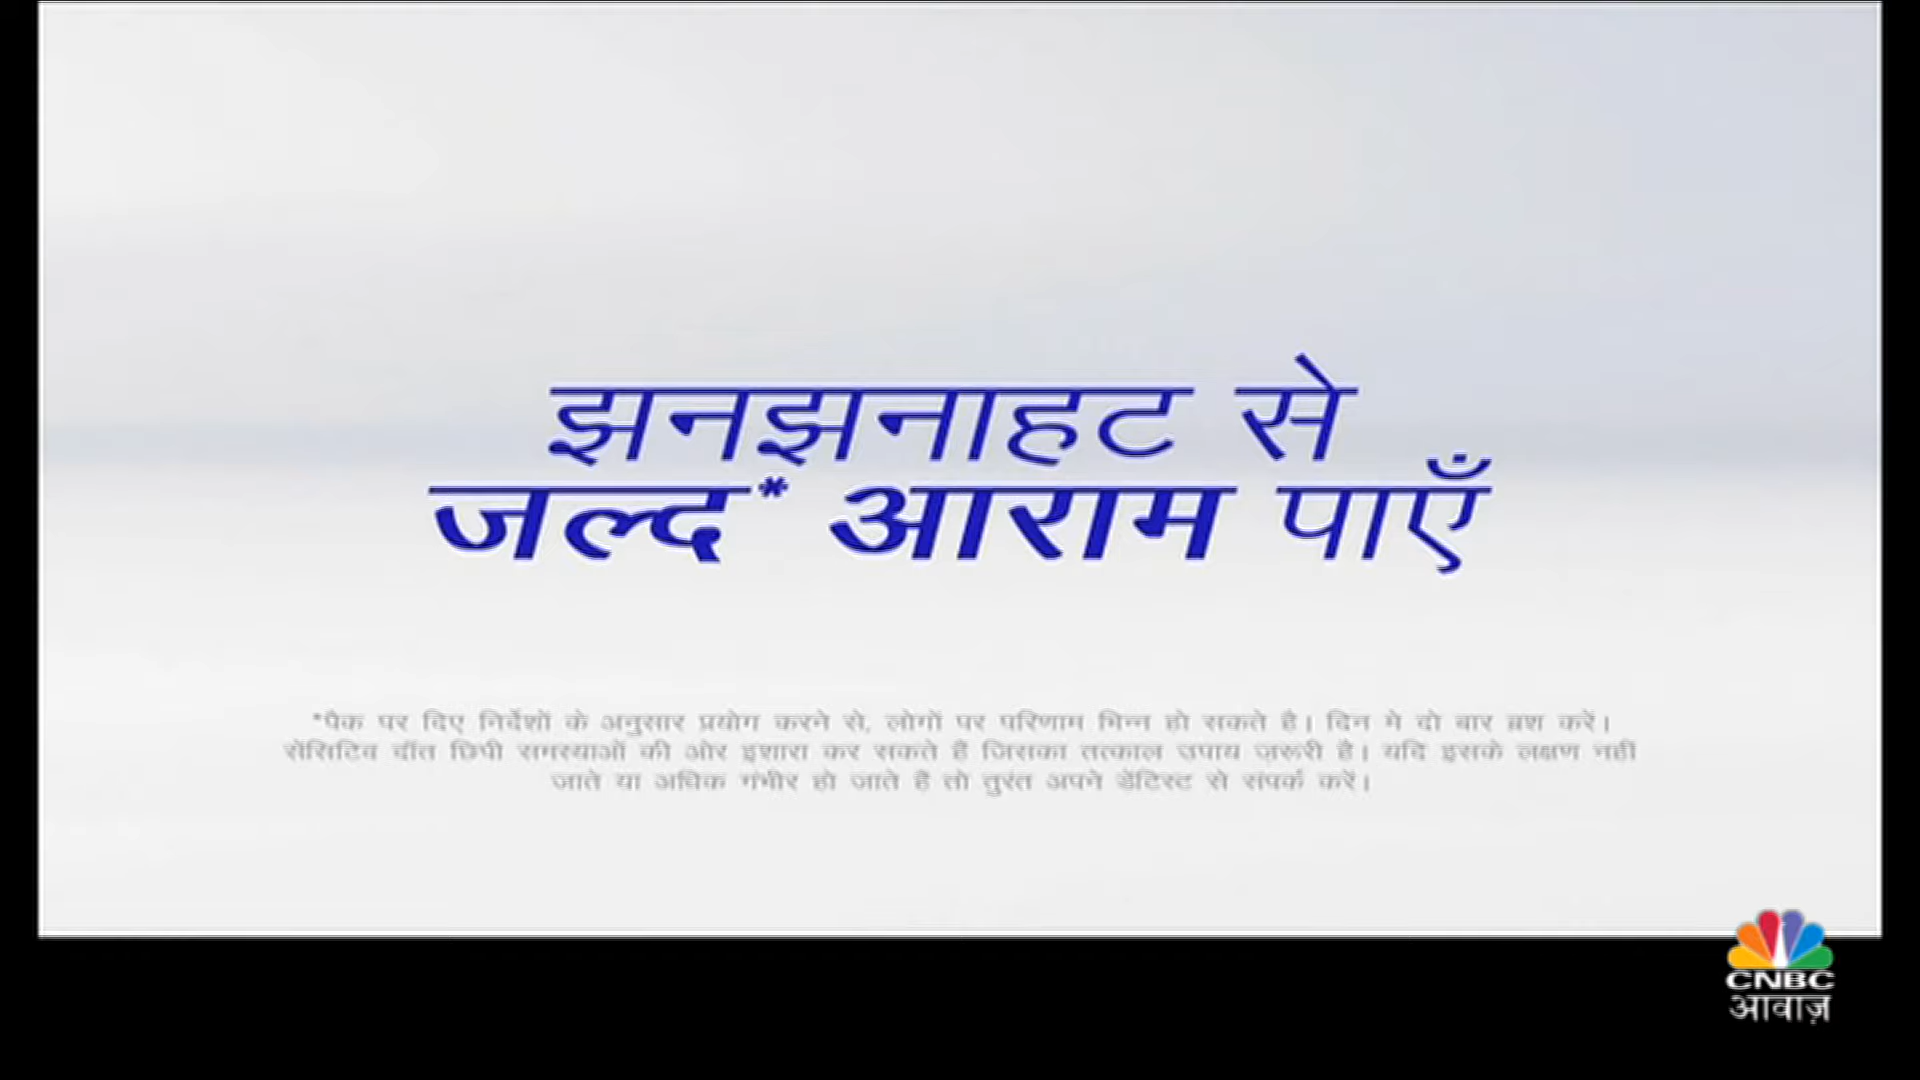 झनझनाहट से
जल्द* आराम पाएँ
*पैक पर दिए निर्देशों के अनुसार प्रयोग करने से, लोगों पर परिणाम भिन्न हो सकते है। दिन मे दो बार ब्रश करें।
सेंसिटिव दाँत छिपी समस्याओं की ओर इशारा कर सकते हैं जिसका तत्काल उपाय ज़रूरी है। यदि इसके लक्षण नहीं
जाते या अधिक गंभीर हो जाते हैं तो तुरंत अपने डेंटिस्ट से संपर्क करें।
CNBC
आवाज़